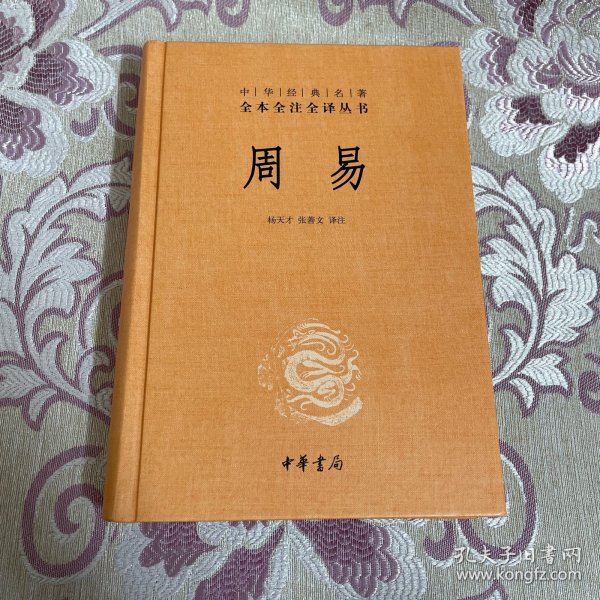 中华经典名著
全本全注全译丛书
周易
杨天才 张善文 译注
中華書局
孔夫子旧书网
www.kongfz.com